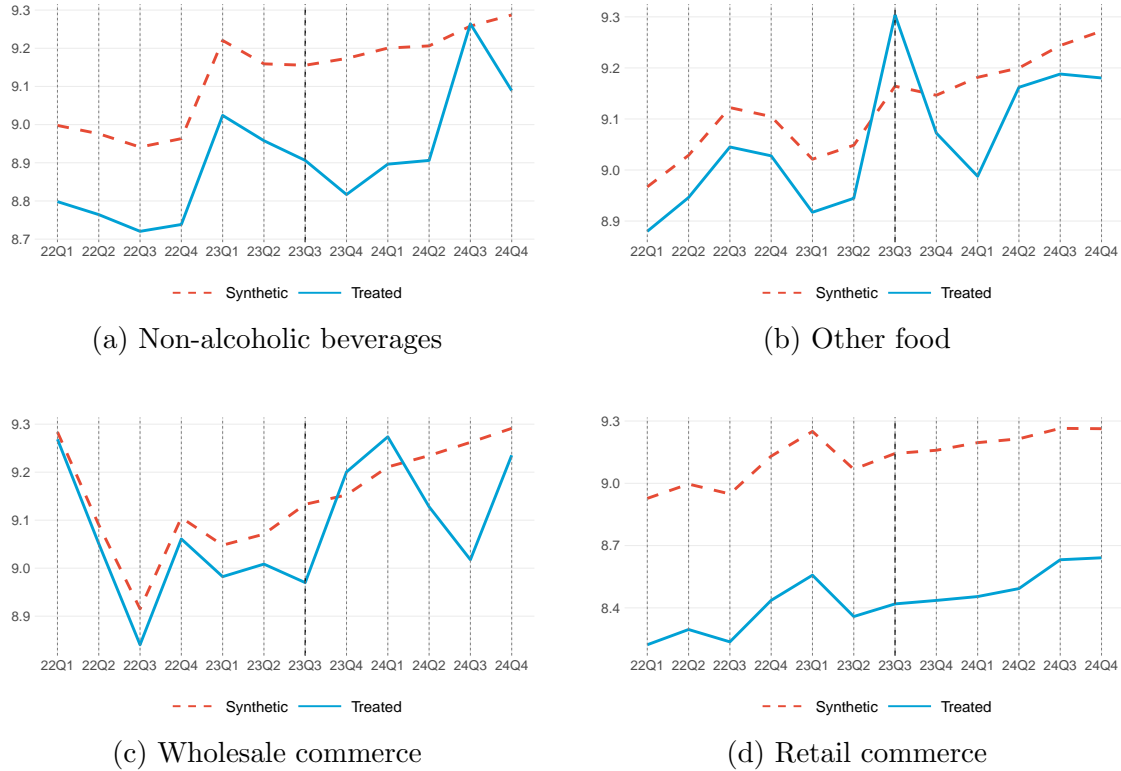 9.3
9.2
9.1
9.0
8.9
8.8
8.7
22Q1 22Q2 22Q3 22Q4 23Q1 23Q2 23Q3 23Q4 24Q1 24Q2 24Q3 24Q4
Synthetic Treated
(a) Non-alcoholic beverages
9.3
9.2
9.1
9.0
8.9
22Q1 22Q2 22Q3 22Q4 23Q1 23Q2 23Q3 23Q4 24Q1 24Q2 24Q3 24Q4
Synthetic Treated
(b) Other food
9.3
9.2
9.1
9.0
8.9
22Q1 22Q2 22Q3 22Q4 23Q1 23Q2 23Q3 23Q4 24Q1 24Q2 24Q3 24Q4
Synthetic Treated
(c) Wholesale commerce
9.3
9.0
8.7
8.4
22Q1 22Q2 22Q3 22Q4 23Q1 23Q2 23Q3 23Q4 24Q1 24Q2 24Q3 24Q4
Synthetic Treated
(d) Retail commerce